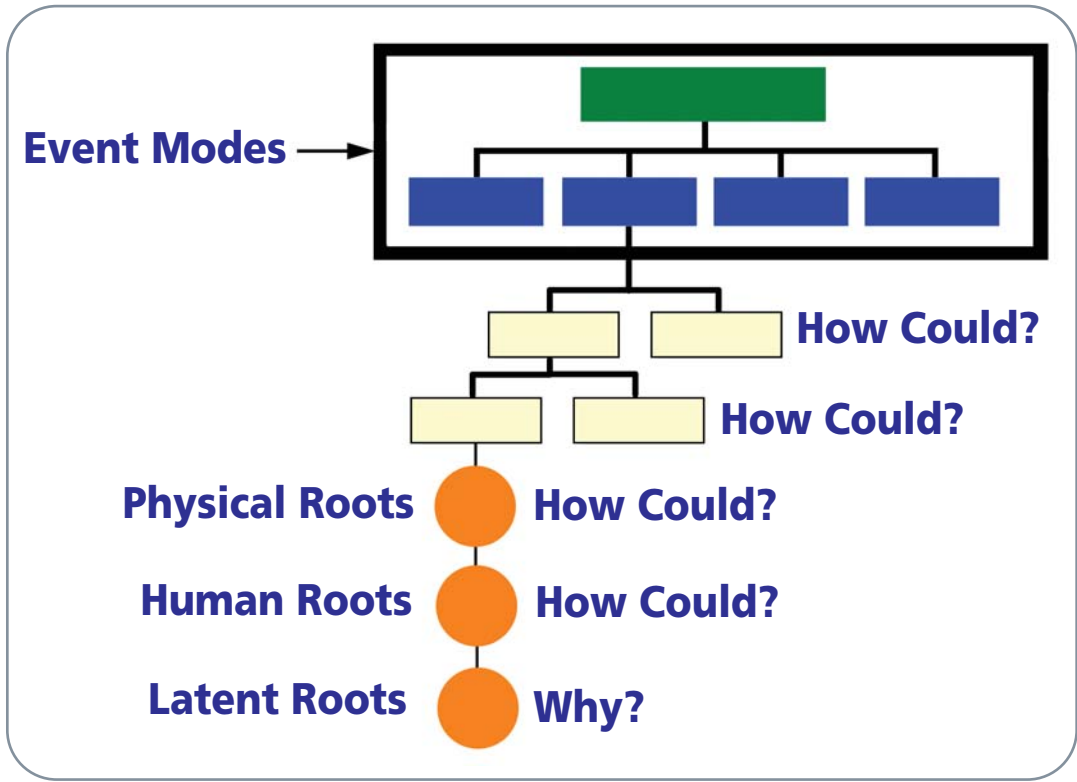 Event Modes
How Could?
How Could?
Physical Roots How Could?
Human Roots How Could?
Latent Roots Why?